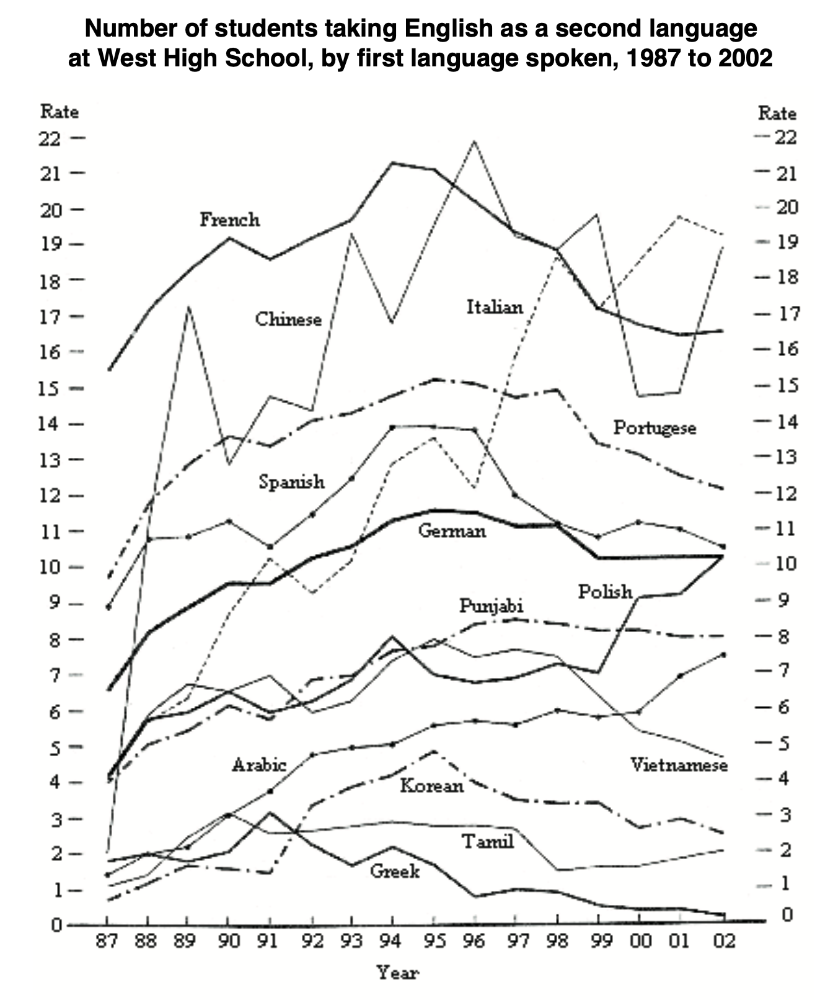 Number of students taking English as a second language
at West High School, by first language spoken, 1987 to 2002
Rate
Rate
22
22
21
21
20
20
French
19
19
18
18
Italian
Chinese
17
17
16
16
15
15
14
14
Portugese
13
13
Spanish
12
12
11
11
German
10
10
Polish
9
9
Punjabi
8
8
7
7
6
6
5
5
Arabic
Vietnamese
4
4
Korean
3
3
Tamil
2
2
Greek
1
1
0
0
87 88 89 90 91 92 93 94 95 96 97 98 99 00 01 02
Year